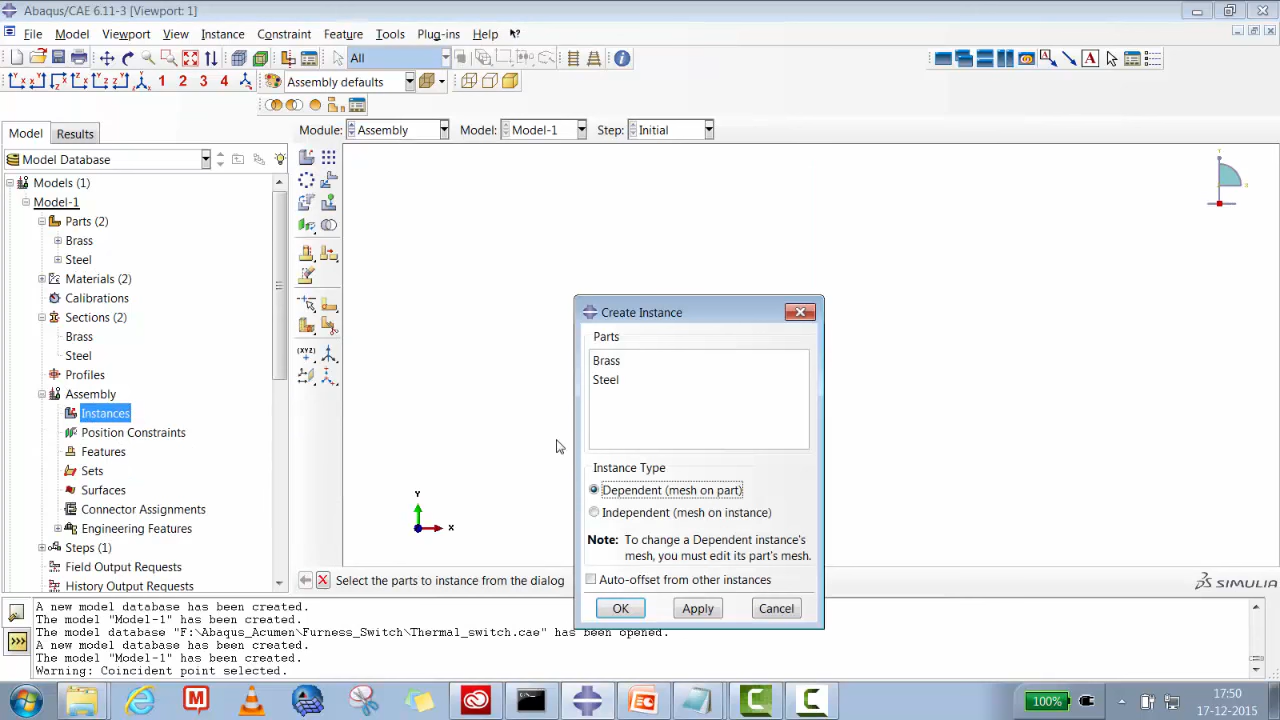 Abaqus/CAE 6.11-3 [Viewport: 1]
File Model Viewport View Instance Constraint Feature Tools Plug-ins Help
All
1 2 3 4 Assembly defaults
Model Results Module: Assembly Model: Model-1 Step: Initial
Model Database
Models (1)
Model-1
Parts (2)
Brass
Steel
Materials (2)
Calibrations
Sections (2)
Brass
Steel
Profiles
Assembly
Instances
Position Constraints
Features
Sets
Surfaces
Connector Assignments
Engineering Features
Steps (1)
Field Output Requests
History Output Requests
(XYZ)
Y
X
Create Instance
Parts
Brass
Steel
Instance Type
Dependent (mesh on part)
Independent (mesh on instance)
Note: To change a Dependent instance's
mesh, you must edit its part's mesh.
Auto-offset from other instances
OK Apply Cancel
Select the parts to instance from the dialog
SIMULIA
A new model database has been created.
The model "Model-1" has been created.
The model database "F:\Abaqus_Acumen\Furness_Switch\Thermal_switch.cae" has been opened.
A new model database has been created.
The model "Model-1" has been created.
Warning: Coincident point selected.
100%
17:50
17-12-2015